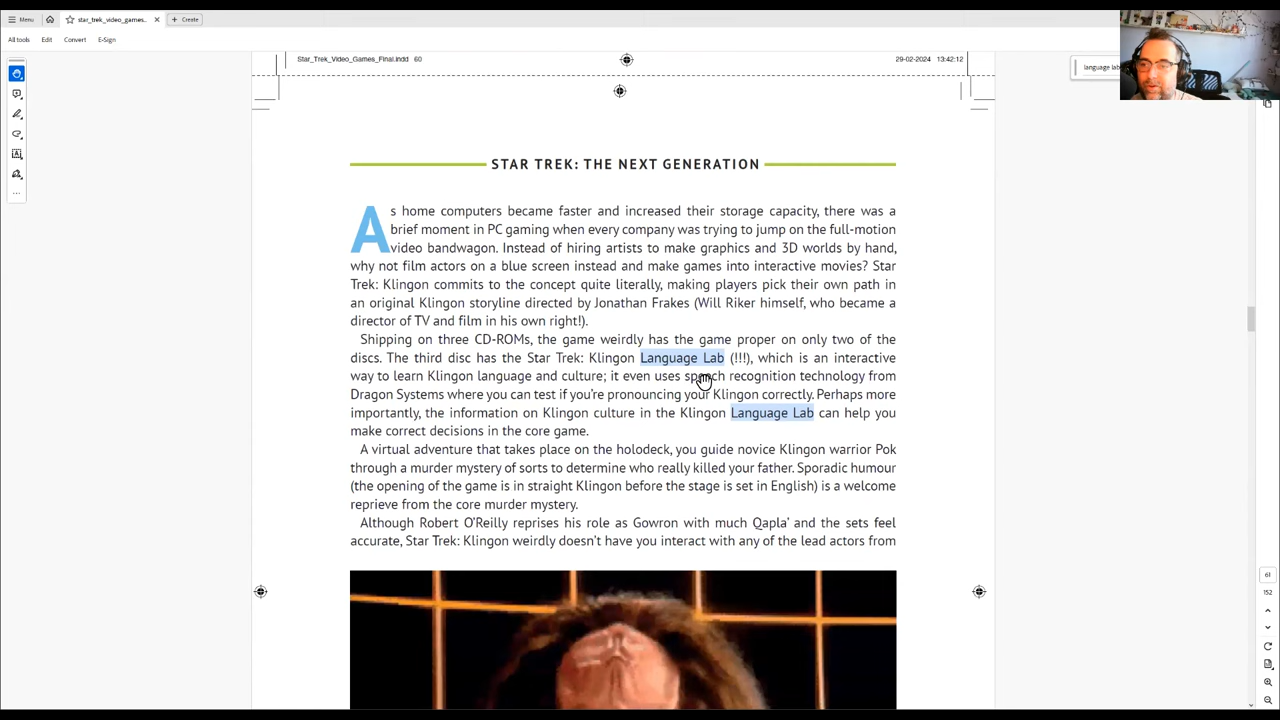 Menu
star_trek_video_games...
Create
All tools
Edit
Convert
E-Sign
language lab
Star_Trek_Video_Games_Final.indd 60
29-02-2024 13:42:12
STAR TREK: THE NEXT GENERATION
As home computers became faster and increased their storage capacity, there was a
brief moment in PC gaming when every company was trying to jump on the full-motion
video bandwagon. Instead of hiring artists to make graphics and 3D worlds by hand,
why not film actors on a blue screen instead and make games into interactive movies? Star
Trek: Klingon commits to the concept quite literally, making players pick their own path in
an original Klingon storyline directed by Jonathan Frakes (Will Riker himself, who became a
director of TV and film in his own right!).
Shipping on three CD-ROMs, the game weirdly has the game proper on only two of the
discs. The third disc has the Star Trek: Klingon Language Lab (!!!), which is an interactive
way to learn Klingon language and culture; it even uses speech recognition technology from
Dragon Systems where you can test if you're pronouncing your Klingon correctly. Perhaps more
importantly, the information on Klingon culture in the Klingon Language Lab can help you
make correct decisions in the core game.
A virtual adventure that takes place on the holodeck, you guide novice Klingon warrior Pok
through a murder mystery of sorts to determine who really killed your father. Sporadic humour
(the opening of the game is in straight Klingon before the stage is set in English) is a welcome
reprieve from the core murder mystery.
Although Robert O'Reilly reprises his role as Gowron with much Qapla' and the sets feel
accurate, Star Trek: Klingon weirdly doesn't have you interact with any of the lead actors from
61
152